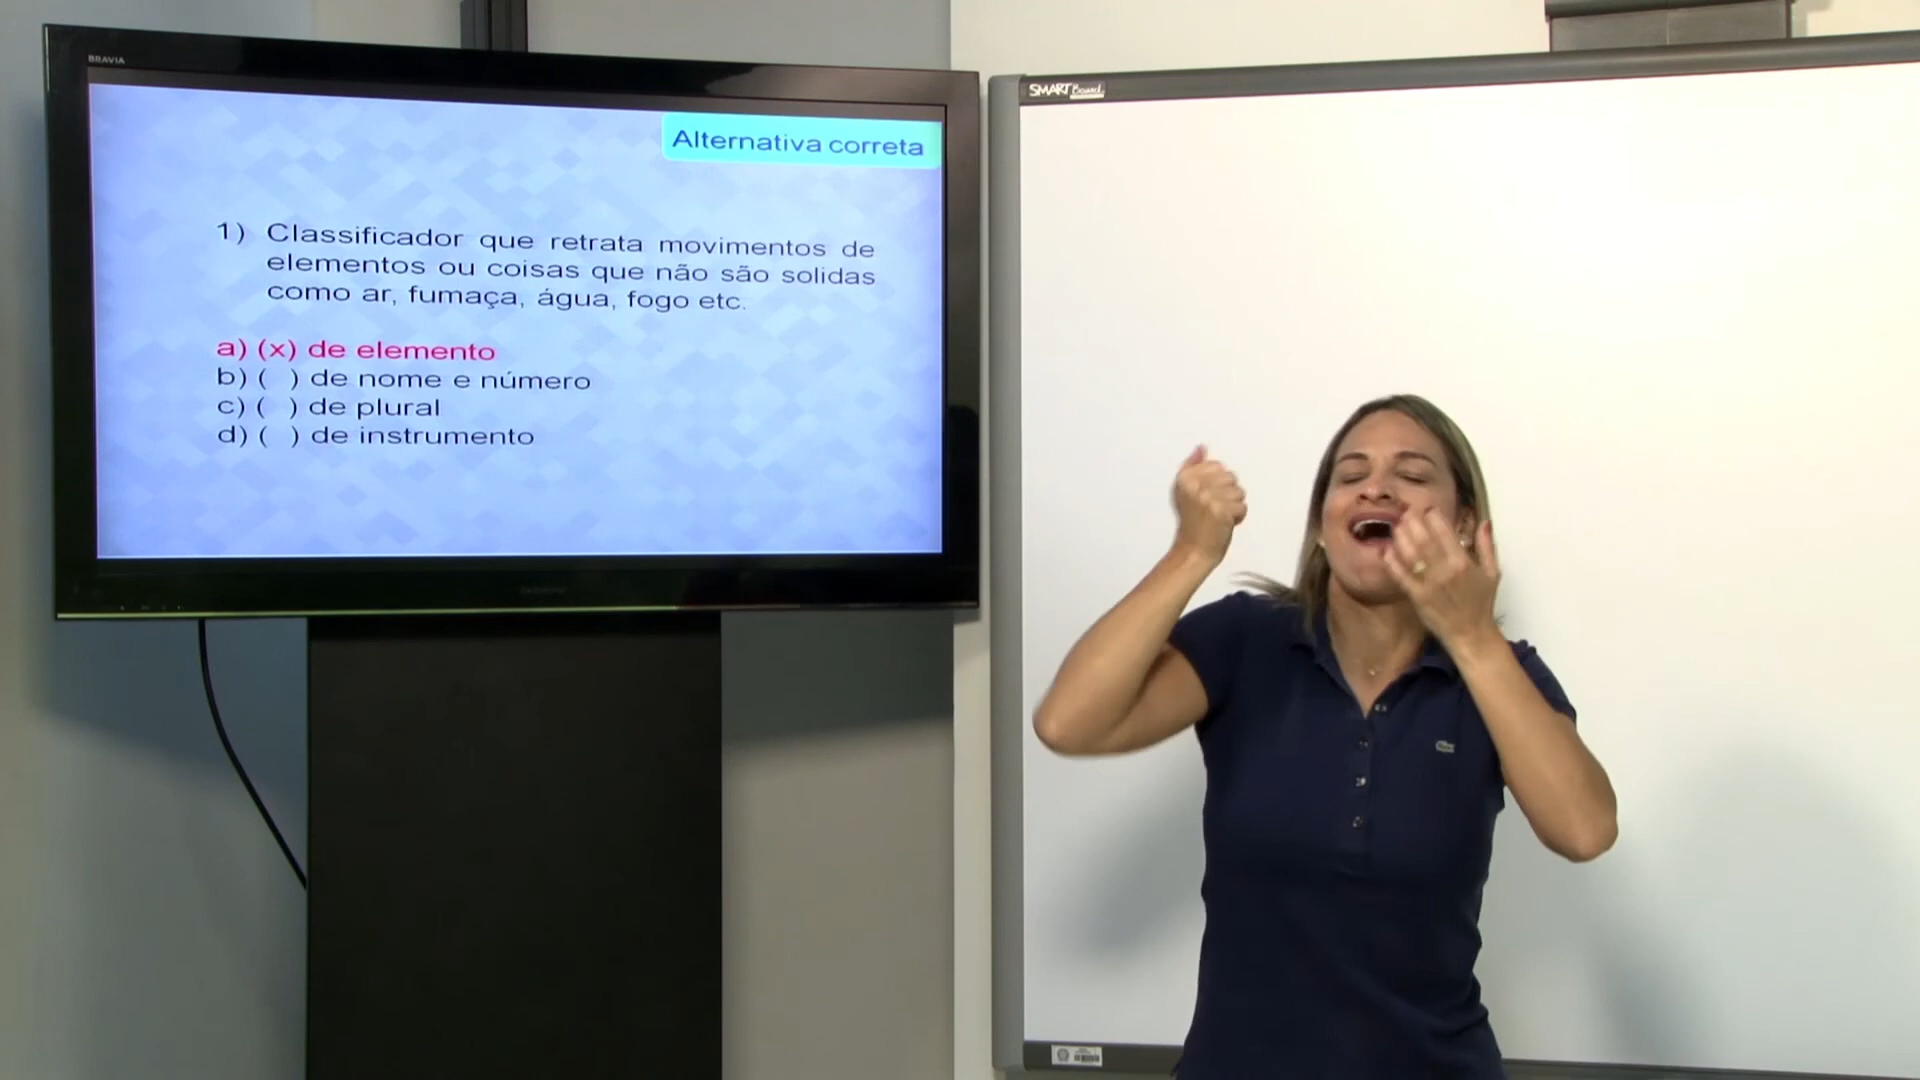 BRAVIA
Alternativa correta
1) Classificador que retrata movimentos de
elementos ou coisas que não são solidas
como ar, fumaça, água, fogo etc.
a) (x) de elemento
b) ( ) de nome e número
c) ( ) de plural
d) ( ) de instrumento
SMART Board